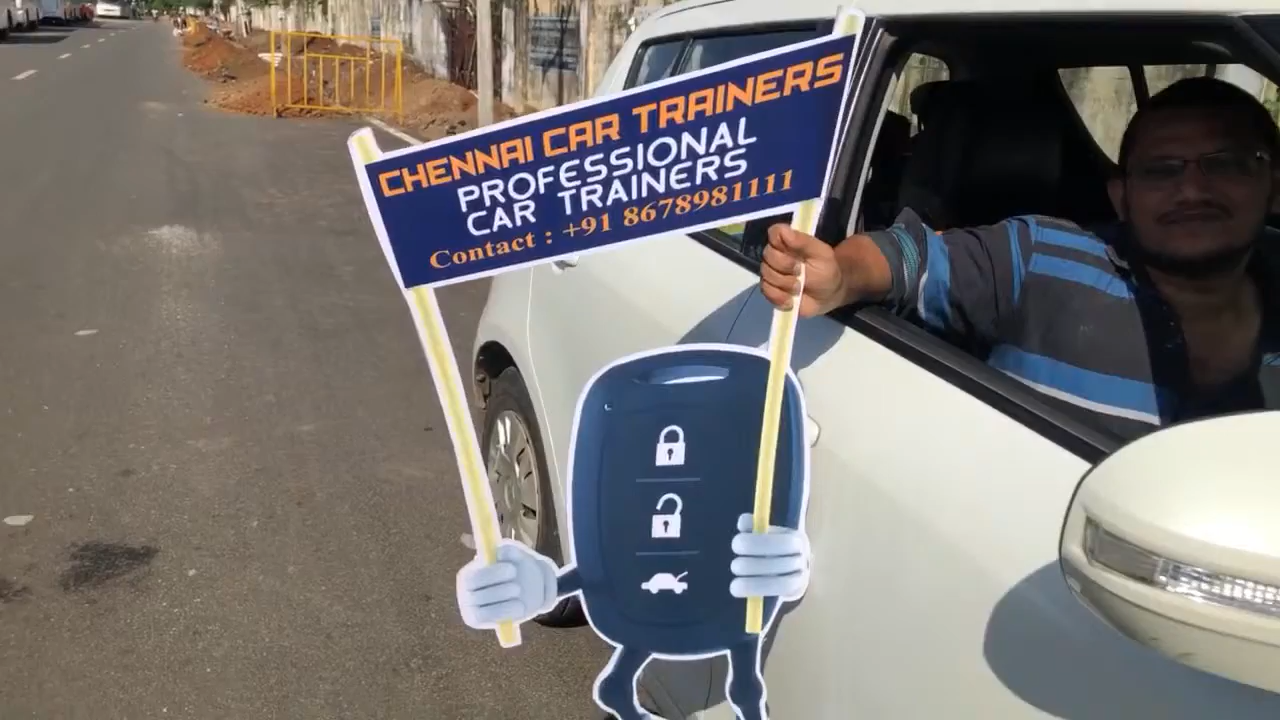 CHENNAI CAR TRAINERS
PROFESSIONAL
CAR TRAINERS
Contact : +91 8678981111